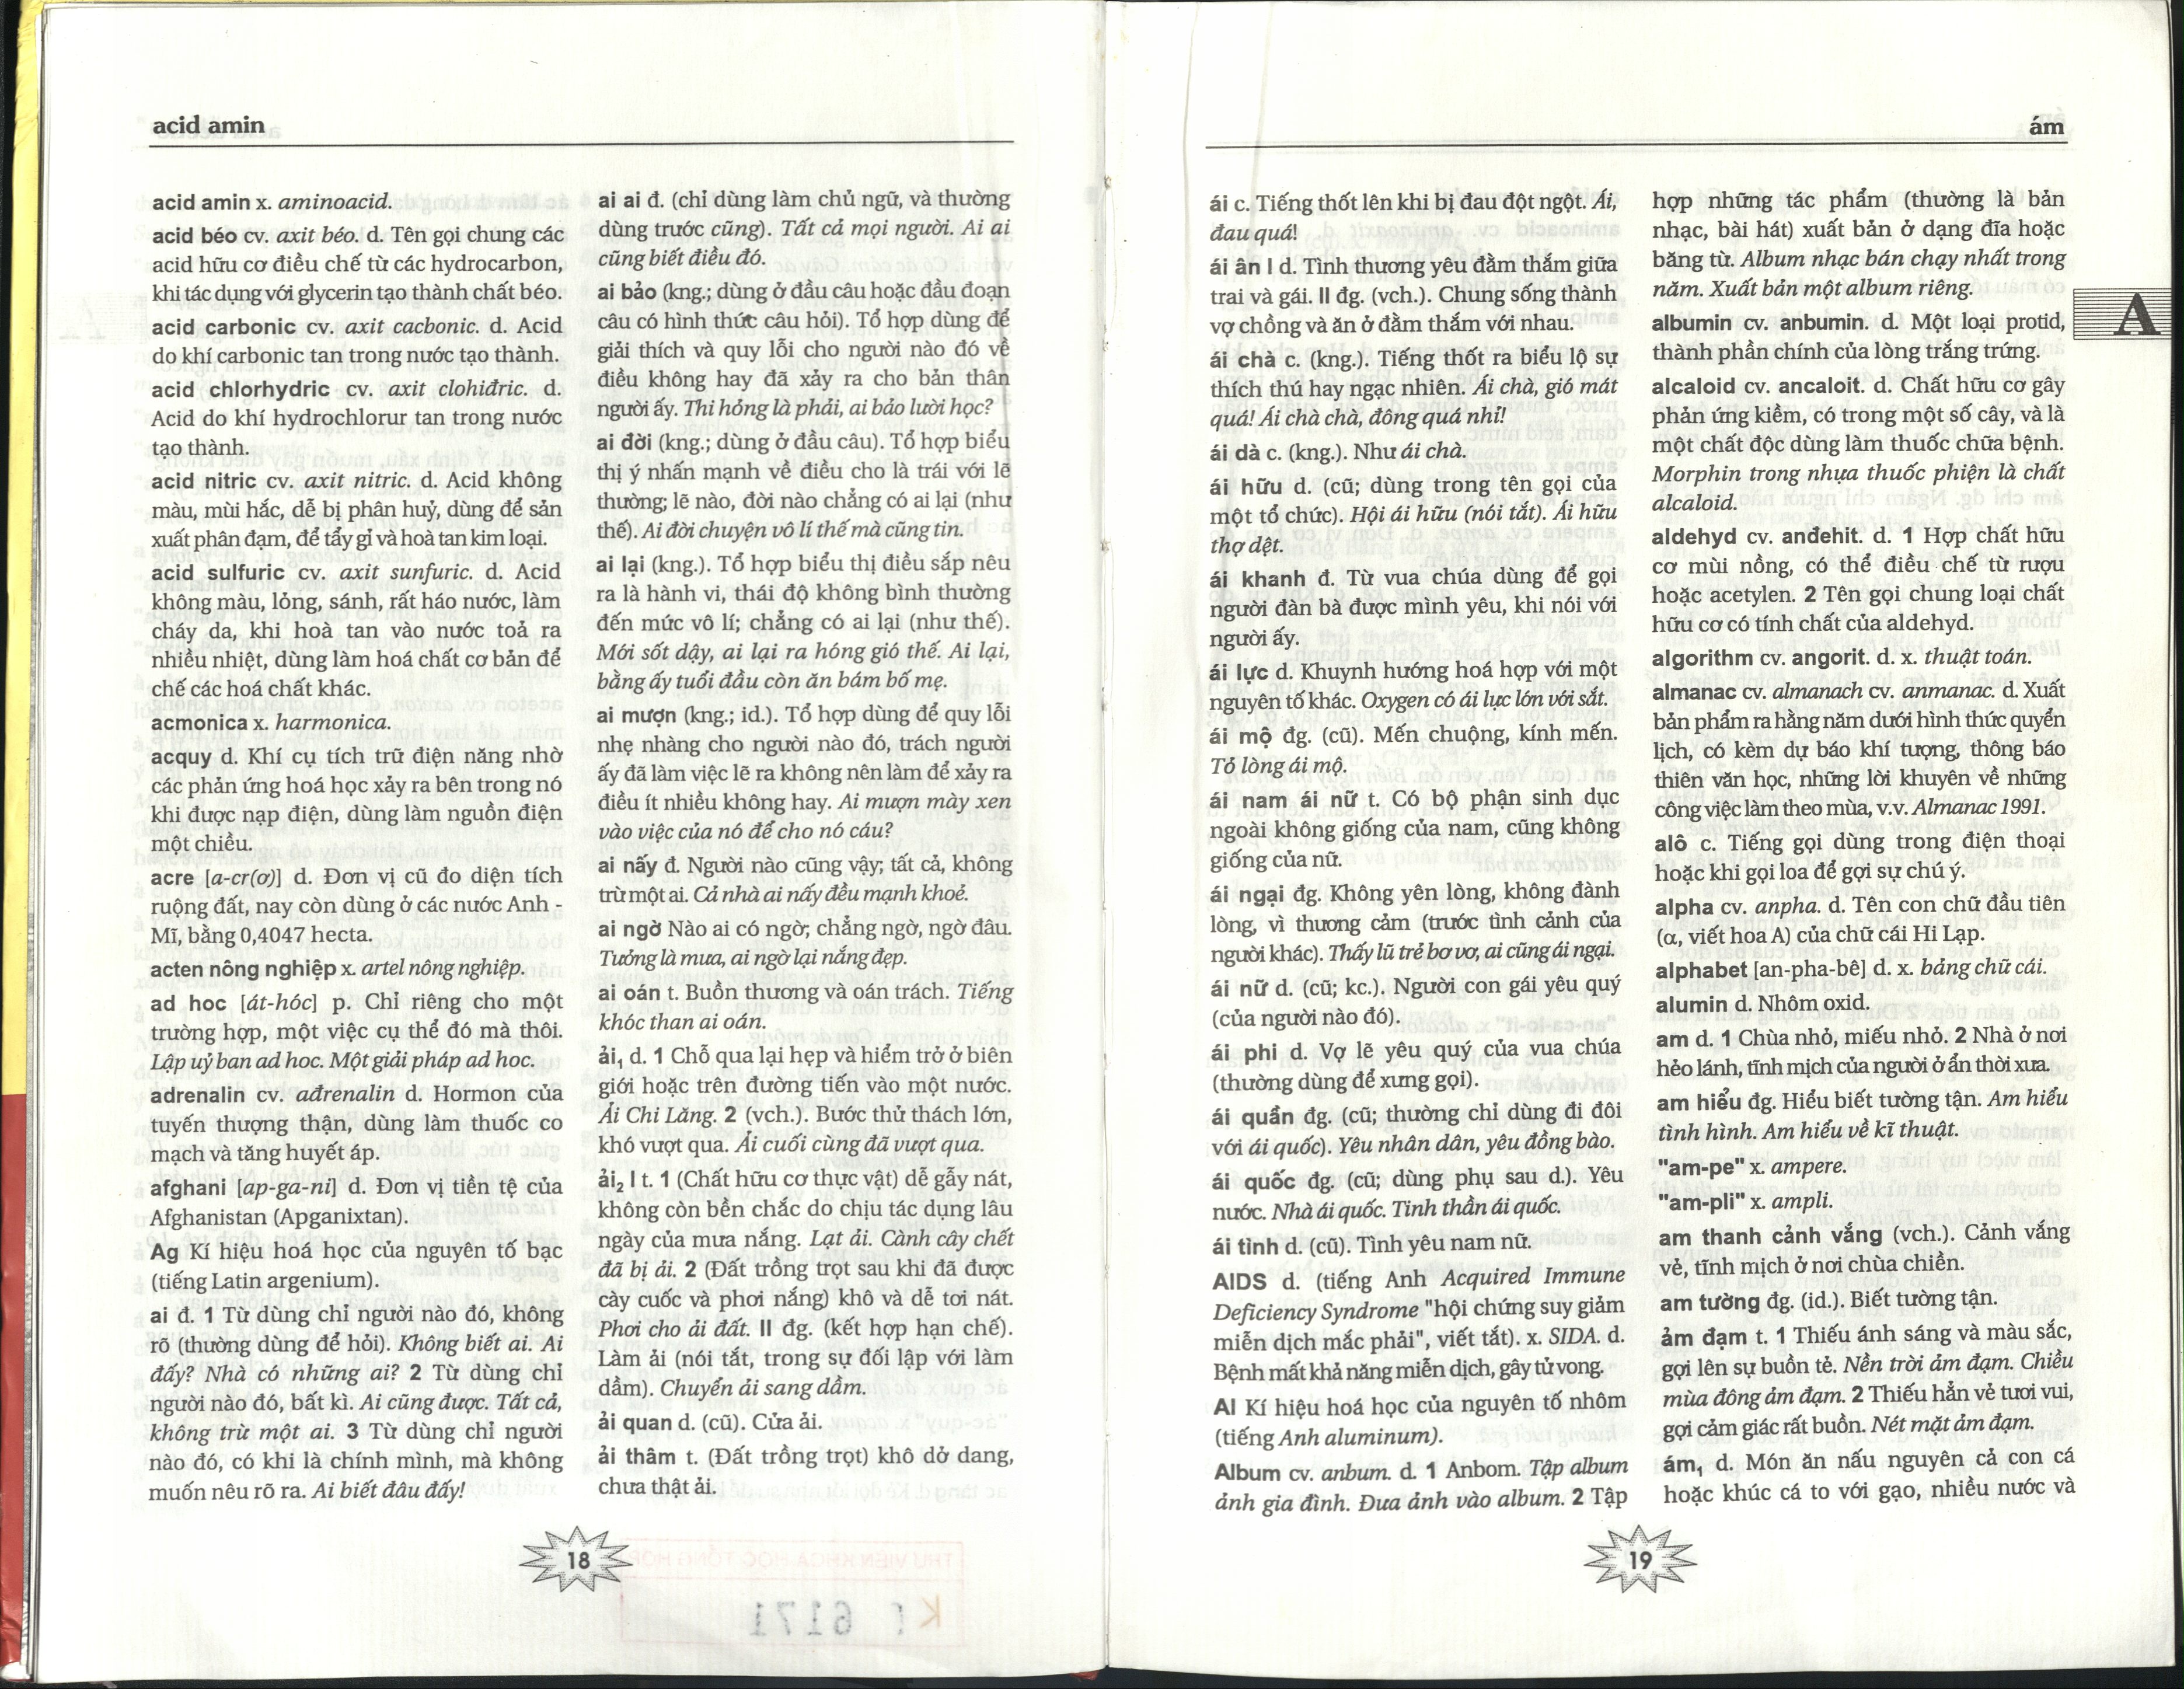 acid amin
acid amin x. aminoacid.
acid béo cv. axit béo. d. Tên gọi chung các
acid hữu cơ điều chế từ các hydrocarbon,
khi tác dụng với glycerin tạo thành chất béo.
acid carbonic cv. axit cacbonic. d. Acid
do khí carbonic tan trong nước tạo thành.
acid chlorhydric cv. axit clohiđric. d.
Acid do khí hydrochlorur tan trong nước
tạo thành.
acid nitric cv. axit nitric. d. Acid không
màu, mùi hắc, dễ bị phân huỷ, dùng để sản
xuất phân đạm, để tẩy gỉ và hoà tan kim loại.
acid sulfuric cv. axit sunfuric. d. Acid
không màu, lỏng, sánh, rất háo nước, làm
cháy da, khi hoà tan vào nước toả ra
nhiều nhiệt, dùng làm hoá chất cơ bản để
chế các hoá chất khác.
acmonica x. harmonica.
acquy d. Khí cụ tích trữ điện năng nhờ
các phản ứng hoá học xảy ra bên trong nó
khi được nạp điện, dùng làm nguồn điện
một chiều.
acre [a-cr(ơ)] d. Đơn vị cũ đo diện tích
ruộng đất, nay còn dùng ở các nước Anh -
Mĩ, bằng 0,4047 hecta.
acten nông nghiệp x. artel nông nghiệp.
ad hoc [át-hóc] p. Chỉ riêng cho một
trường hợp, một việc cụ thể đó mà thôi.
Lập uỷ ban ad hoc. Một giải pháp ad hoc.
adrenalin cv. ađrenalin d. Hormon của
tuyến thượng thận, dùng làm thuốc co
mạch và tăng huyết áp.
afghani [ap-ga-ni] d. Đơn vị tiền tệ của
Afghanistan (Apganixtan).
Ag Kí hiệu hoá học của nguyên tố bạc
(tiếng Latin argenium).
ai đ. 1 Từ dùng chỉ người nào đó, không
rõ (thường dùng để hỏi). Không biết ai. Ai
đấy? Nhà có những ai? 2 Từ dùng chỉ
người nào đó, bất kì. Ai cũng được. Tất cả,
không trừ một ai. 3 Từ dùng chỉ người
nào đó, có khi là chính mình, mà không
muốn nêu rõ ra. Ai biết đâu đấy!
ai ai đ. (chỉ dùng làm chủ ngữ, và thường
dùng trước cũng). Tất cả mọi người. Ai ai
cũng biết điều đó.
ai bảo (kng.; dùng ở đầu câu hoặc đầu đoạn
câu có hình thức câu hỏi). Tổ hợp dùng để
giải thích và quy lỗi cho người nào đó về
điều không hay đã xảy ra cho bản thân
người ấy. Thi hỏng là phải, ai bảo lười học?
ai đời (kng.; dùng ở đầu câu). Tổ hợp biểu
thị ý nhấn mạnh về điều cho là trái với lẽ
thường; lẽ nào, đời nào chẳng có ai lại (như
thế). Ai đời chuyện vô lí thế mà cũng tin.
ai lại (kng.). Tổ hợp biểu thị điều sắp nêu
ra là hành vi, thái độ không bình thường
đến mức vô lí; chẳng có ai lại (như thế).
Mới sốt dậy, ai lại ra hóng gió thế. Ai lại,
bằng ấy tuổi đầu còn ăn bám bố mẹ.
ai mượn (kng.; id.). Tổ hợp dùng để quy lỗi
nhẹ nhàng cho người nào đó, trách người
ấy đã làm việc lẽ ra không nên làm để xảy ra
điều ít nhiều không hay. Ai mượn mày xen
vào việc của nó để cho nó cáu?
ai nấy đ. Người nào cũng vậy; tất cả, không
trừ một ai. Cả nhà ai nấy đều mạnh khoẻ.
ai ngờ Nào ai có ngờ; chẳng ngờ, ngờ đâu.
Tưởng là mưa, ai ngờ lại nắng đẹp.
ai oán t. Buồn thương và oán trách. Tiếng
khóc than ai oán.
ải₁ d. 1 Chỗ qua lại hẹp và hiểm trở ở biên
giới hoặc trên đường tiến vào một nước.
Ải Chi Lăng. 2 (vch.). Bước thử thách lớn,
khó vượt qua. Ải cuối cùng đã vượt qua.
ải₂ I t. 1 (Chất hữu cơ thực vật) dễ gẫy nát,
không còn bền chắc do chịu tác dụng lâu
ngày của mưa nắng. Lạt ải. Cành cây chết
đã bị ải. 2 (Đất trồng trọt sau khi đã được
cày cuốc và phơi nắng) khô và dễ tơi nát.
Phơi cho ải đất. II đg. (kết hợp hạn chế).
Làm ải (nói tắt, trong sự đối lập với làm
dầm). Chuyển ải sang dầm.
ải quan d. (cũ). Cửa ải.
ải thâm t. (Đất trồng trọt) khô dở dang,
chưa thật ải.
18
ám
ái c. Tiếng thốt lên khi bị đau đột ngột. Ái,
đau quá!
ái ân I d. Tình thương yêu đằm thắm giữa
trai và gái. II đg. (vch.). Chung sống thành
vợ chồng và ăn ở đằm thắm với nhau.
ái chà c. (kng.). Tiếng thốt ra biểu lộ sự
thích thú hay ngạc nhiên. Ái chà, gió mát
quá! Ái chà chà, đông quá nhỉ!
ái dà c. (kng.). Như ái chà.
ái hữu d. (cũ; dùng trong tên gọi của
một tổ chức). Hội ái hữu (nói tắt). Ái hữu
thợ dệt.
ái khanh đ. Từ vua chúa dùng để gọi
người đàn bà được mình yêu, khi nói với
người ấy.
ái lực d. Khuynh hướng hoá hợp với một
nguyên tố khác. Oxygen có ái lực lớn với sắt.
ái mộ đg. (cũ). Mến chuộng, kính mến.
Tỏ lòng ái mộ.
ái nam ái nữ t. Có bộ phận sinh dục
ngoài không giống của nam, cũng không
giống của nữ.
ái ngại đg. Không yên lòng, không đành
lòng, vì thương cảm (trước tình cảnh của
người khác). Thấy lũ trẻ bơ vơ, ai cũng ái ngại.
ái nữ d. (cũ; kc.). Người con gái yêu quý
(của người nào đó).
ái phi d. Vợ lẽ yêu quý của vua chúa
(thường dùng để xưng gọi).
ái quần đg. (cũ; thường chỉ dùng đi đôi
với ái quốc). Yêu nhân dân, yêu đồng bào.
ái quốc đg. (cũ; dùng phụ sau d.). Yêu
nước. Nhà ái quốc. Tinh thần ái quốc.
ái tình d. (cũ). Tình yêu nam nữ.
AIDS d. (tiếng Anh Acquired Immune
Deficiency Syndrome "hội chứng suy giảm
miễn dịch mắc phải", viết tắt). x. SIDA. d.
Bệnh mất khả năng miễn dịch, gây tử vong.
Al Kí hiệu hoá học của nguyên tố nhôm
(tiếng Anh aluminum).
Album cv. anbum. d. 1 Anbom. Tập album
ảnh gia đình. Đưa ảnh vào album. 2 Tập
hợp những tác phẩm (thường là bản
nhạc, bài hát) xuất bản ở dạng đĩa hoặc
băng từ. Album nhạc bán chạy nhất trong
năm. Xuất bản một album riêng.
albumin cv. anbumin. d. Một loại protid,
thành phần chính của lòng trắng trứng.
alcaloid cv. ancaloit. d. Chất hữu cơ gây
phản ứng kiềm, có trong một số cây, và là
một chất độc dùng làm thuốc chữa bệnh.
Morphin trong nhựa thuốc phiện là chất
alcaloid.
aldehyd cv. anđehit. d. 1 Hợp chất hữu
cơ mùi nồng, có thể điều chế từ rượu
hoặc acetylen. 2 Tên gọi chung loại chất
hữu cơ có tính chất của aldehyd.
algorithm cv. angorit. d. x. thuật toán.
almanac cv. almanach cv. anmanac. d. Xuất
bản phẩm ra hằng năm dưới hình thức quyển
lịch, có kèm dự báo khí tượng, thông báo
thiên văn học, những lời khuyên về những
công việc làm theo mùa, v.v. Almanac 1991.
alô c. Tiếng gọi dùng trong điện thoại
hoặc khi gọi loa để gợi sự chú ý.
alpha cv. anpha. d. Tên con chữ đầu tiên
(α, viết hoa A) của chữ cái Hi Lạp.
alphabet [an-pha-bê] d. x. bảng chữ cái.
alumin d. Nhôm oxid.
am d. 1 Chùa nhỏ, miếu nhỏ. 2 Nhà ở nơi
hẻo lánh, tĩnh mịch của người ở ẩn thời xưa.
am hiểu đg. Hiểu biết tường tận. Am hiểu
tình hình. Am hiểu về kĩ thuật.
"am-pe" x. ampere.
"am-pli" x. ampli.
am thanh cảnh vắng (vch.). Cảnh vắng
vẻ, tĩnh mịch ở nơi chùa chiền.
am tường đg. (id.). Biết tường tận.
ảm đạm t. 1 Thiếu ánh sáng và màu sắc,
gợi lên sự buồn tẻ. Nền trời ảm đạm. Chiều
mùa đông ảm đạm. 2 Thiếu hẳn vẻ tươi vui,
gợi cảm giác rất buồn. Nét mặt ảm đạm.
ám₁ d. Món ăn nấu nguyên cả con cá
hoặc khúc cá to với gạo, nhiều nước và
A
19